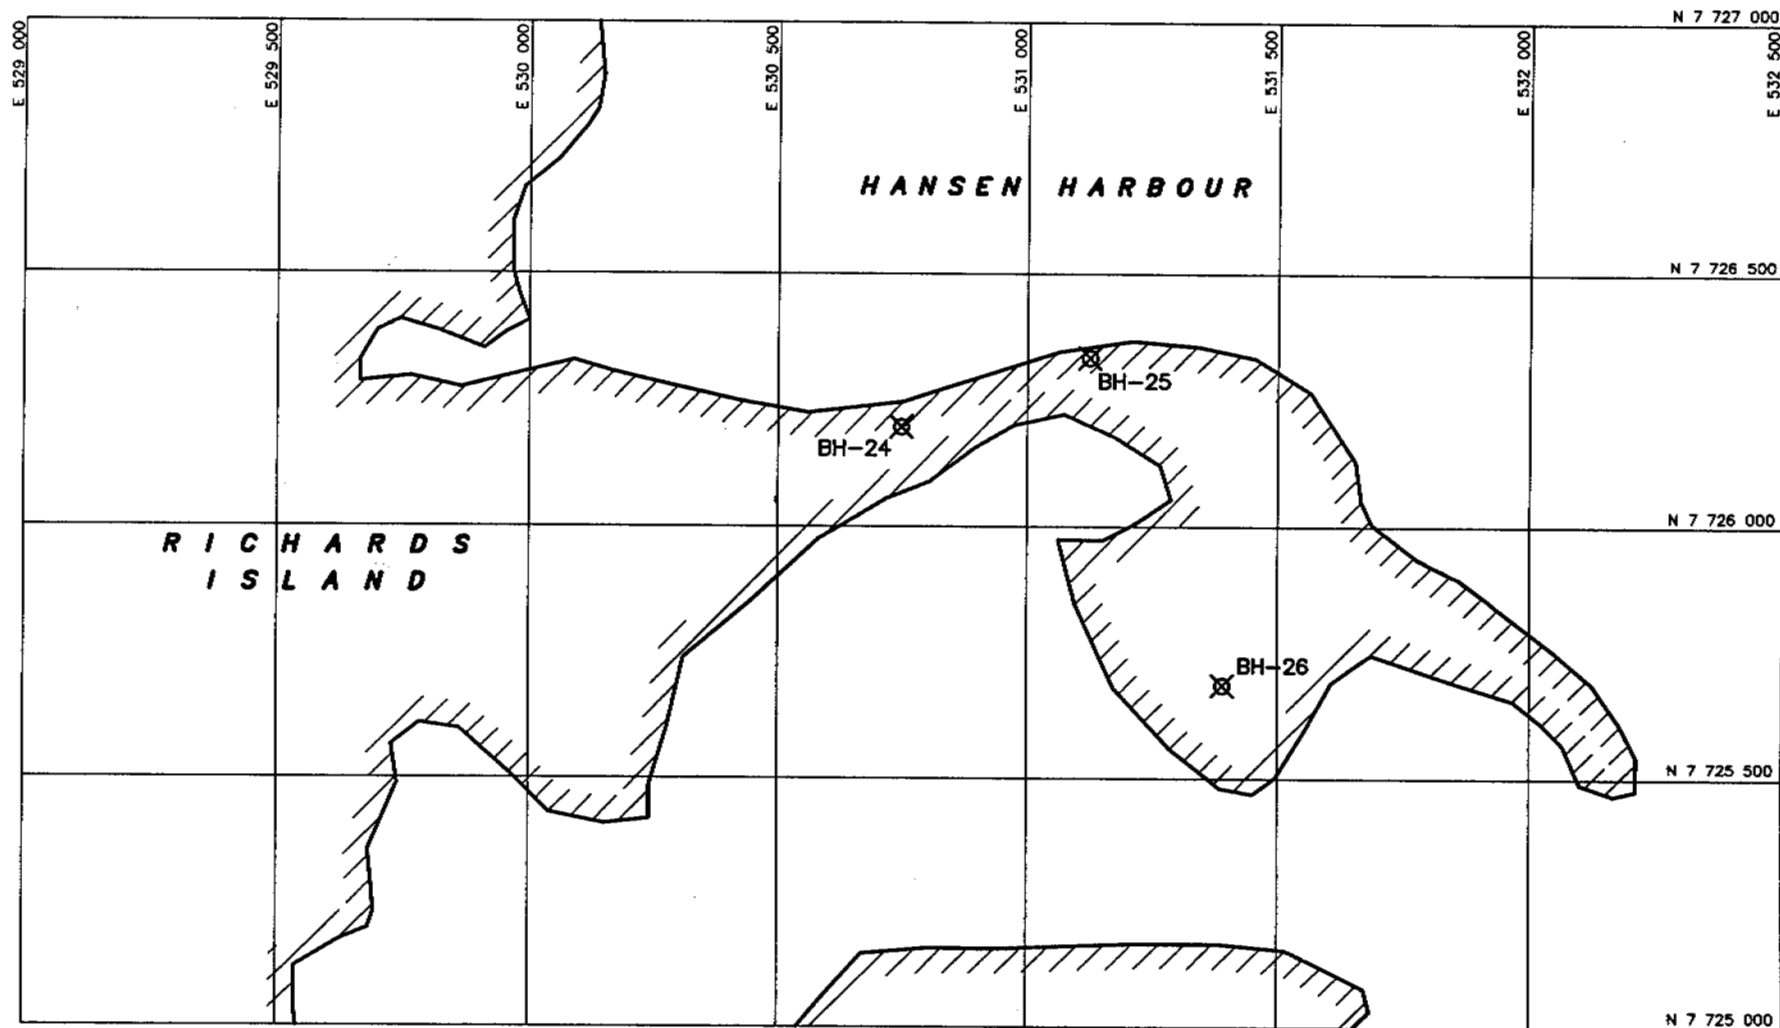 N 7 727 000
E 529 000
E 529 500
E 530 000
E 530 500
E 531 000
E 531 500
E 532 000
E 532 500
HANSEN HARBOUR
N 7 726 500
BH-25
BH-24
N 7 726 000
RICHARDS
ISLAND
BH-26
N 7 725 500
N 7 725 000